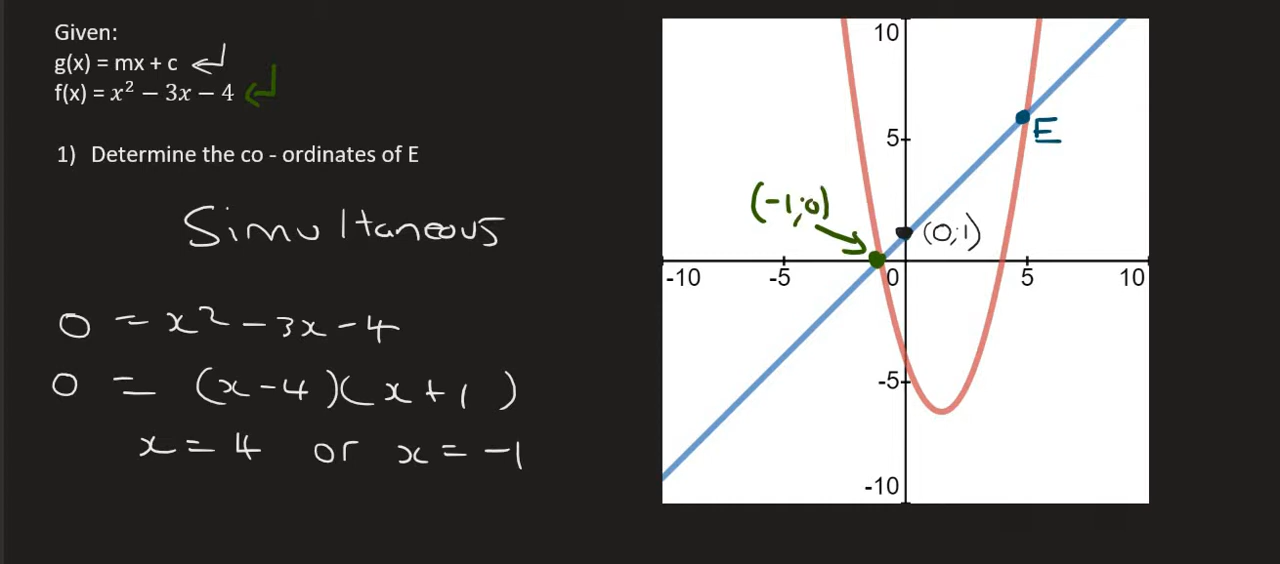 Given:
g(x) = mx + c
f(x) = x² − 3x − 4
1) Determine the co - ordinates of E
Simultaneous
0 = x² − 3x − 4
0 = (x − 4)(x + 1)
x = 4 or x = −1
10
5
E
(−1;0)
(0;1)
-10
-5
0
5
10
-5
-10